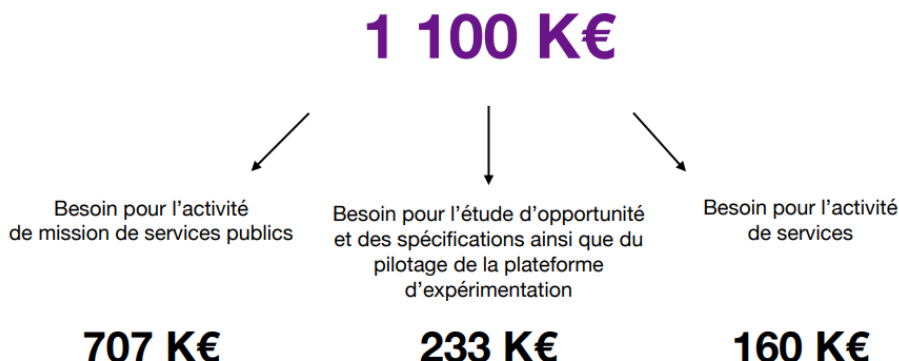 1 100 K€
Besoin pour l’activité
de mission de services publics
Besoin pour l’étude d’opportunité
et des spécifications ainsi que du
pilotage de la plateforme
d’expérimentation
Besoin pour l’activité
de services
707 K€
233 K€
160 K€